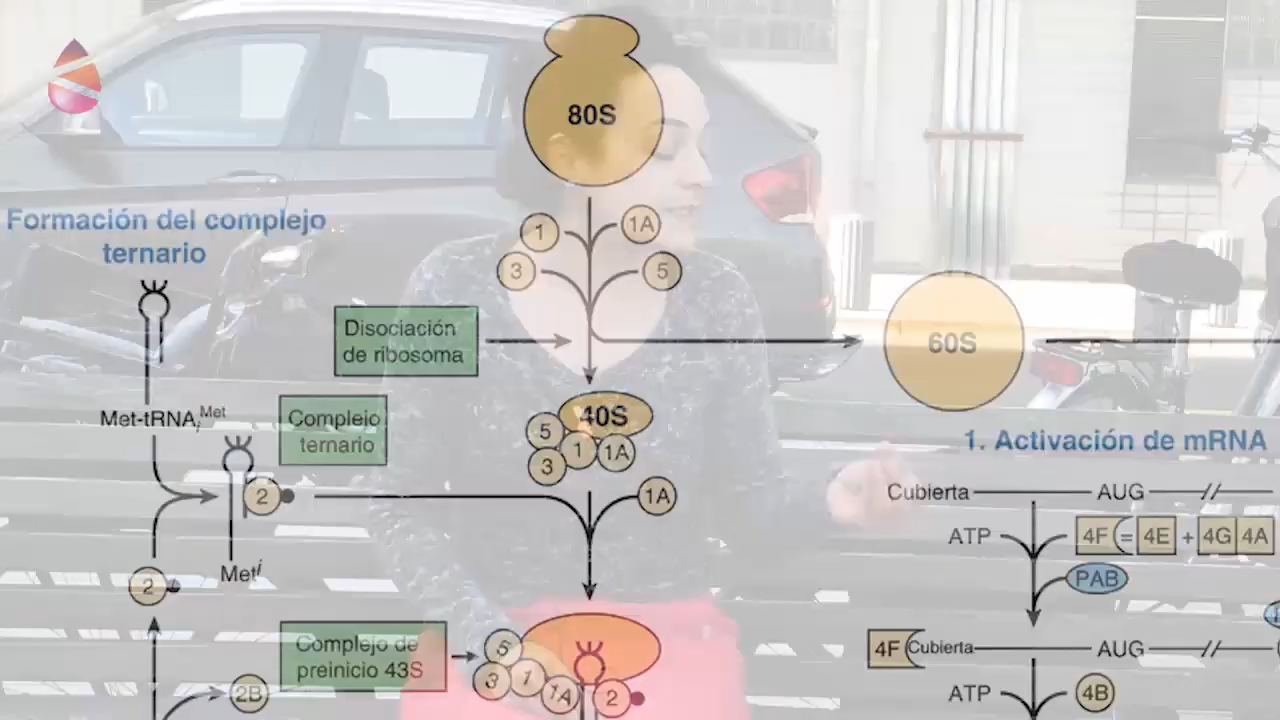 80S
1
1A
3
5
Formación del complejo
ternario
Disociación
de ribosoma
60S
Met-tRNAiMet
Complejo
ternario
40S
5
1
1A
3
1. Activación de mRNA
2
1A
Cubierta
AUG
//
ATP
4F
=
4E
+
4G
4A
Meti
2
PAB
Complejo de
preinicio 43S
5
3
1
1A
2
4F
Cubierta
AUG
//
2B
ATP
4B